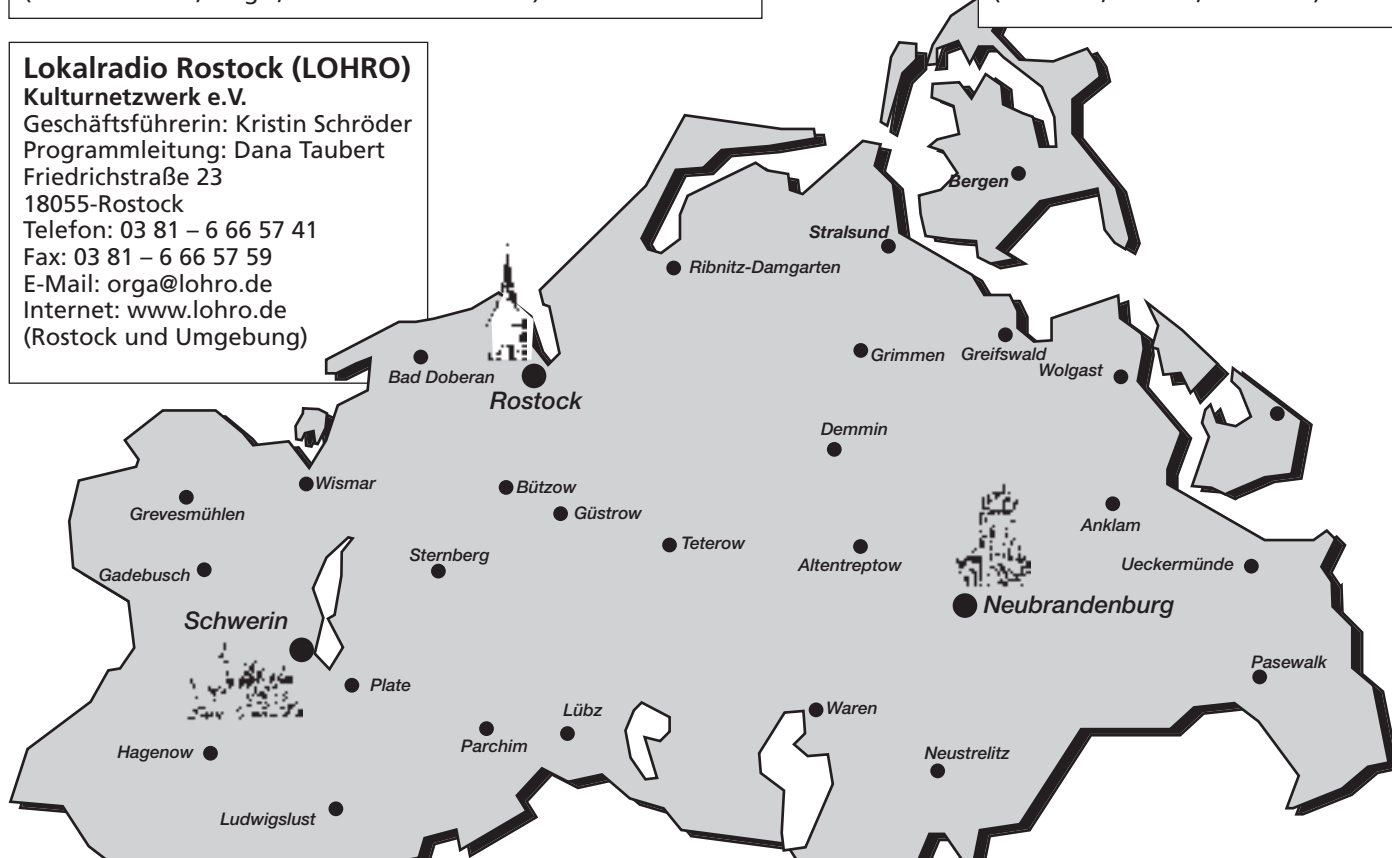 Lokalradio Rostock (LOHRO)
Kulturnetzwerk e.V.
Geschäftsführerin: Kristin Schröder
Programmleitung: Dana Taubert
Friedrichstraße 23
18055-Rostock
Telefon: 03 81 – 6 66 57 41
Fax: 03 81 – 6 66 57 59
E-Mail: orga@lohro.de
Internet: www.lohro.de
(Rostock und Umgebung)
Bergen
Stralsund
Ribnitz-Damgarten
Grimmen
Greifswald
Wolgast
Bad Doberan
Rostock
Demmin
Wismar
Bützow
Grevesmühlen
Güstrow
Anklam
Teterow
Sternberg
Altentreptow
Ueckermünde
Gadebusch
Neubrandenburg
Schwerin
Pasewalk
Plate
Waren
Lübz
Parchim
Hagenow
Neustrelitz
Ludwigslust